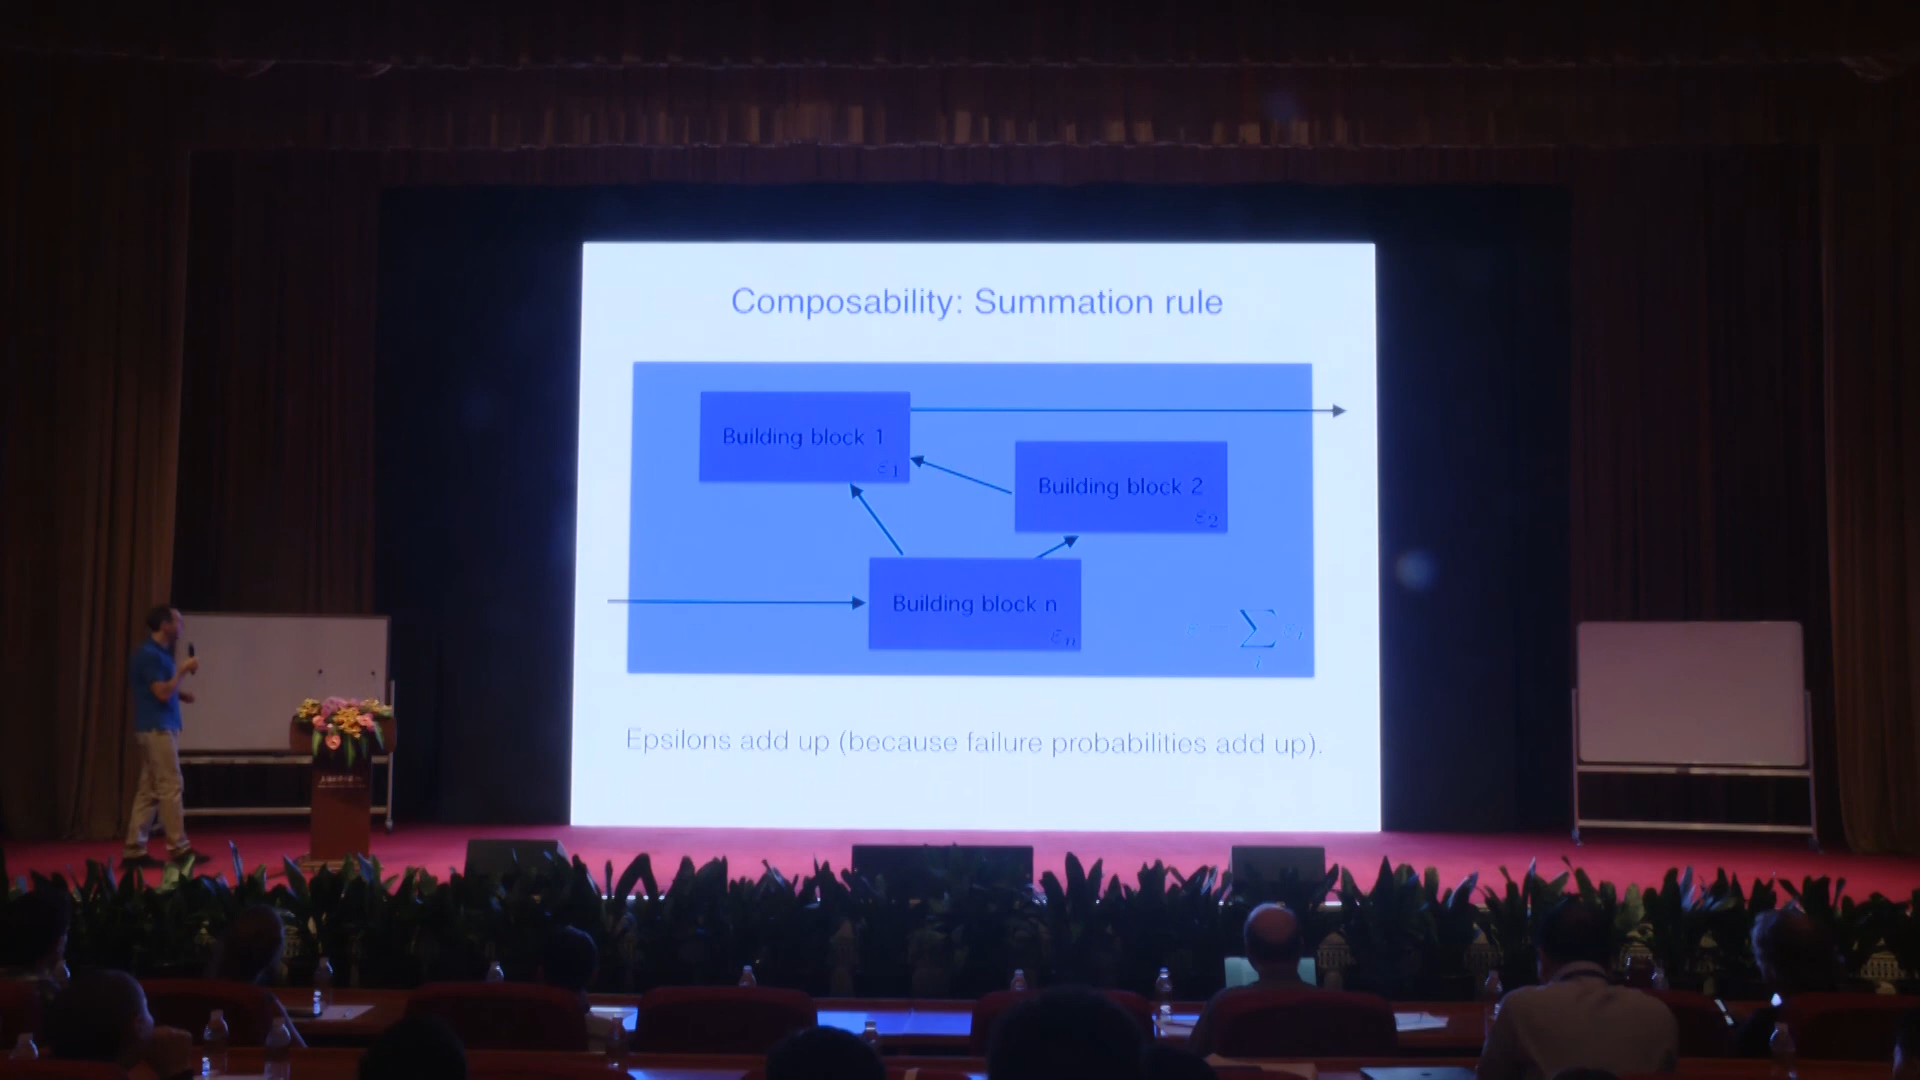 Composability: Summation rule
Building block 1
ε₁
Building block 2
ε₂
Building block n
εₙ
ε = ∑ᵢ εᵢ
Epsilons add up (because failure probabilities add up).